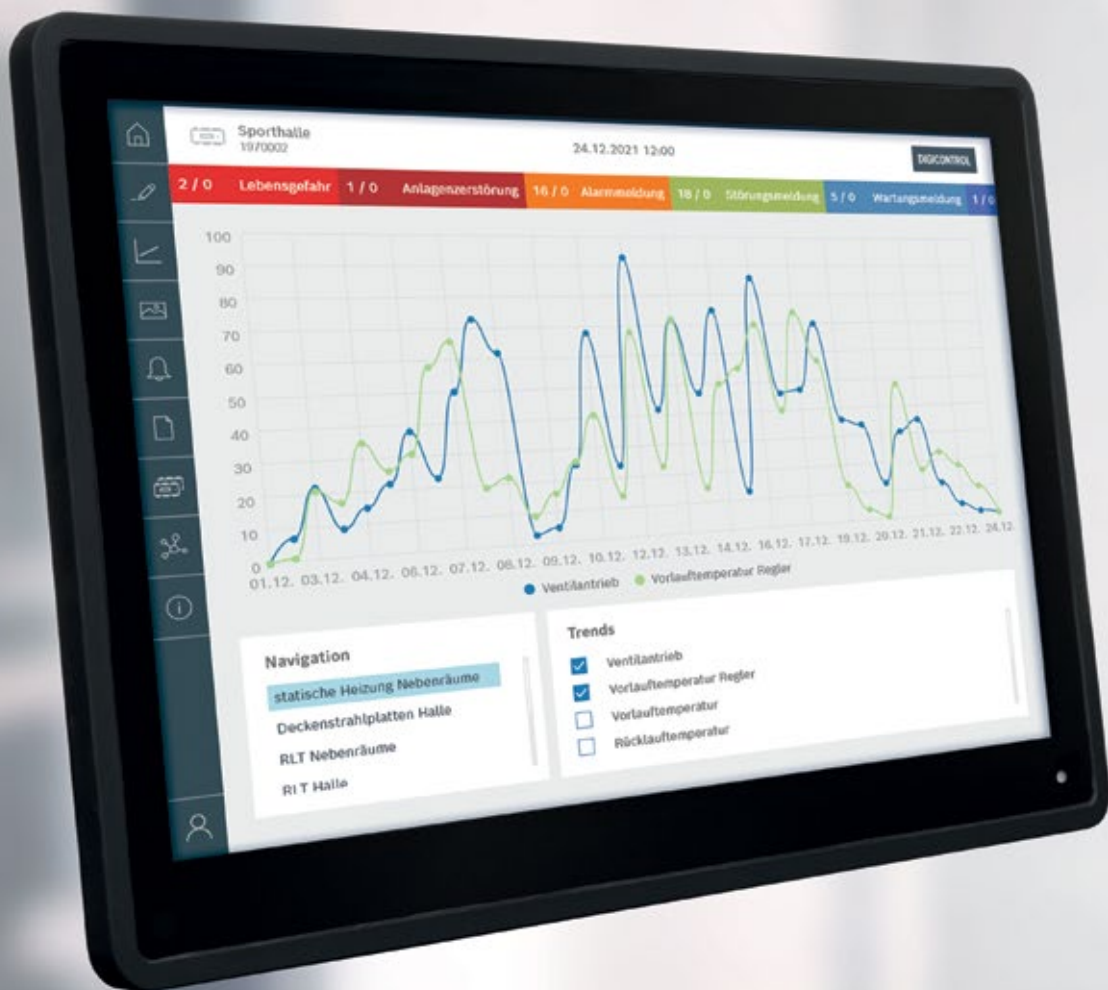 Sporthalle
1970002
24.12.2021 12:00
DIGICONTROL
2 / 0 Lebensgefahr 1 / 0 Anlagenzerstörung 16 / 0 Alarmmeldung 18 / 0 Störungsmeldung 5 / 0 Wartangsmeldung 1 / 0
100
90
80
70
60
50
40
30
20
10
0
01.12. 03.12. 04.12. 06.12. 07.12. 08.12. 09.12. 10.12. 12.12. 13.12. 14.12. 16.12. 17.12. 19.12. 20.12. 21.12. 22.12. 24.12.
Ventilantrieb Vorlauftemperatur Regler
Navigation
statische Heizung Nebenräume
Deckenstrahlplatten Halle
RLT Nebenräume
RLT Halle
Trends
Ventilantrieb
Vorlauftemperatur Regler
Vorlauftemperatur
Rücklauftemperatur